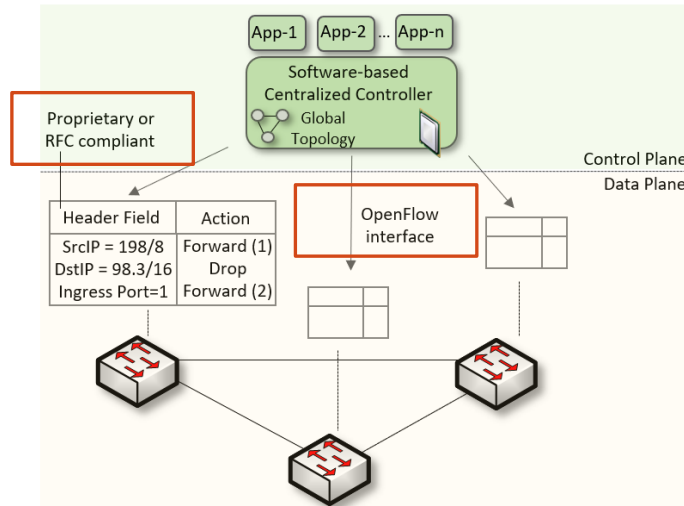 App-1 App-2 ... App-n
Software-based
Centralized Controller
Global
Topology
Proprietary or
RFC compliant
Control Plane
Data Plane
Header Field Action
SrcIP = 198/8 Forward (1)
DstIP = 98.3/16 Drop
Ingress Port=1 Forward (2)
OpenFlow
interface